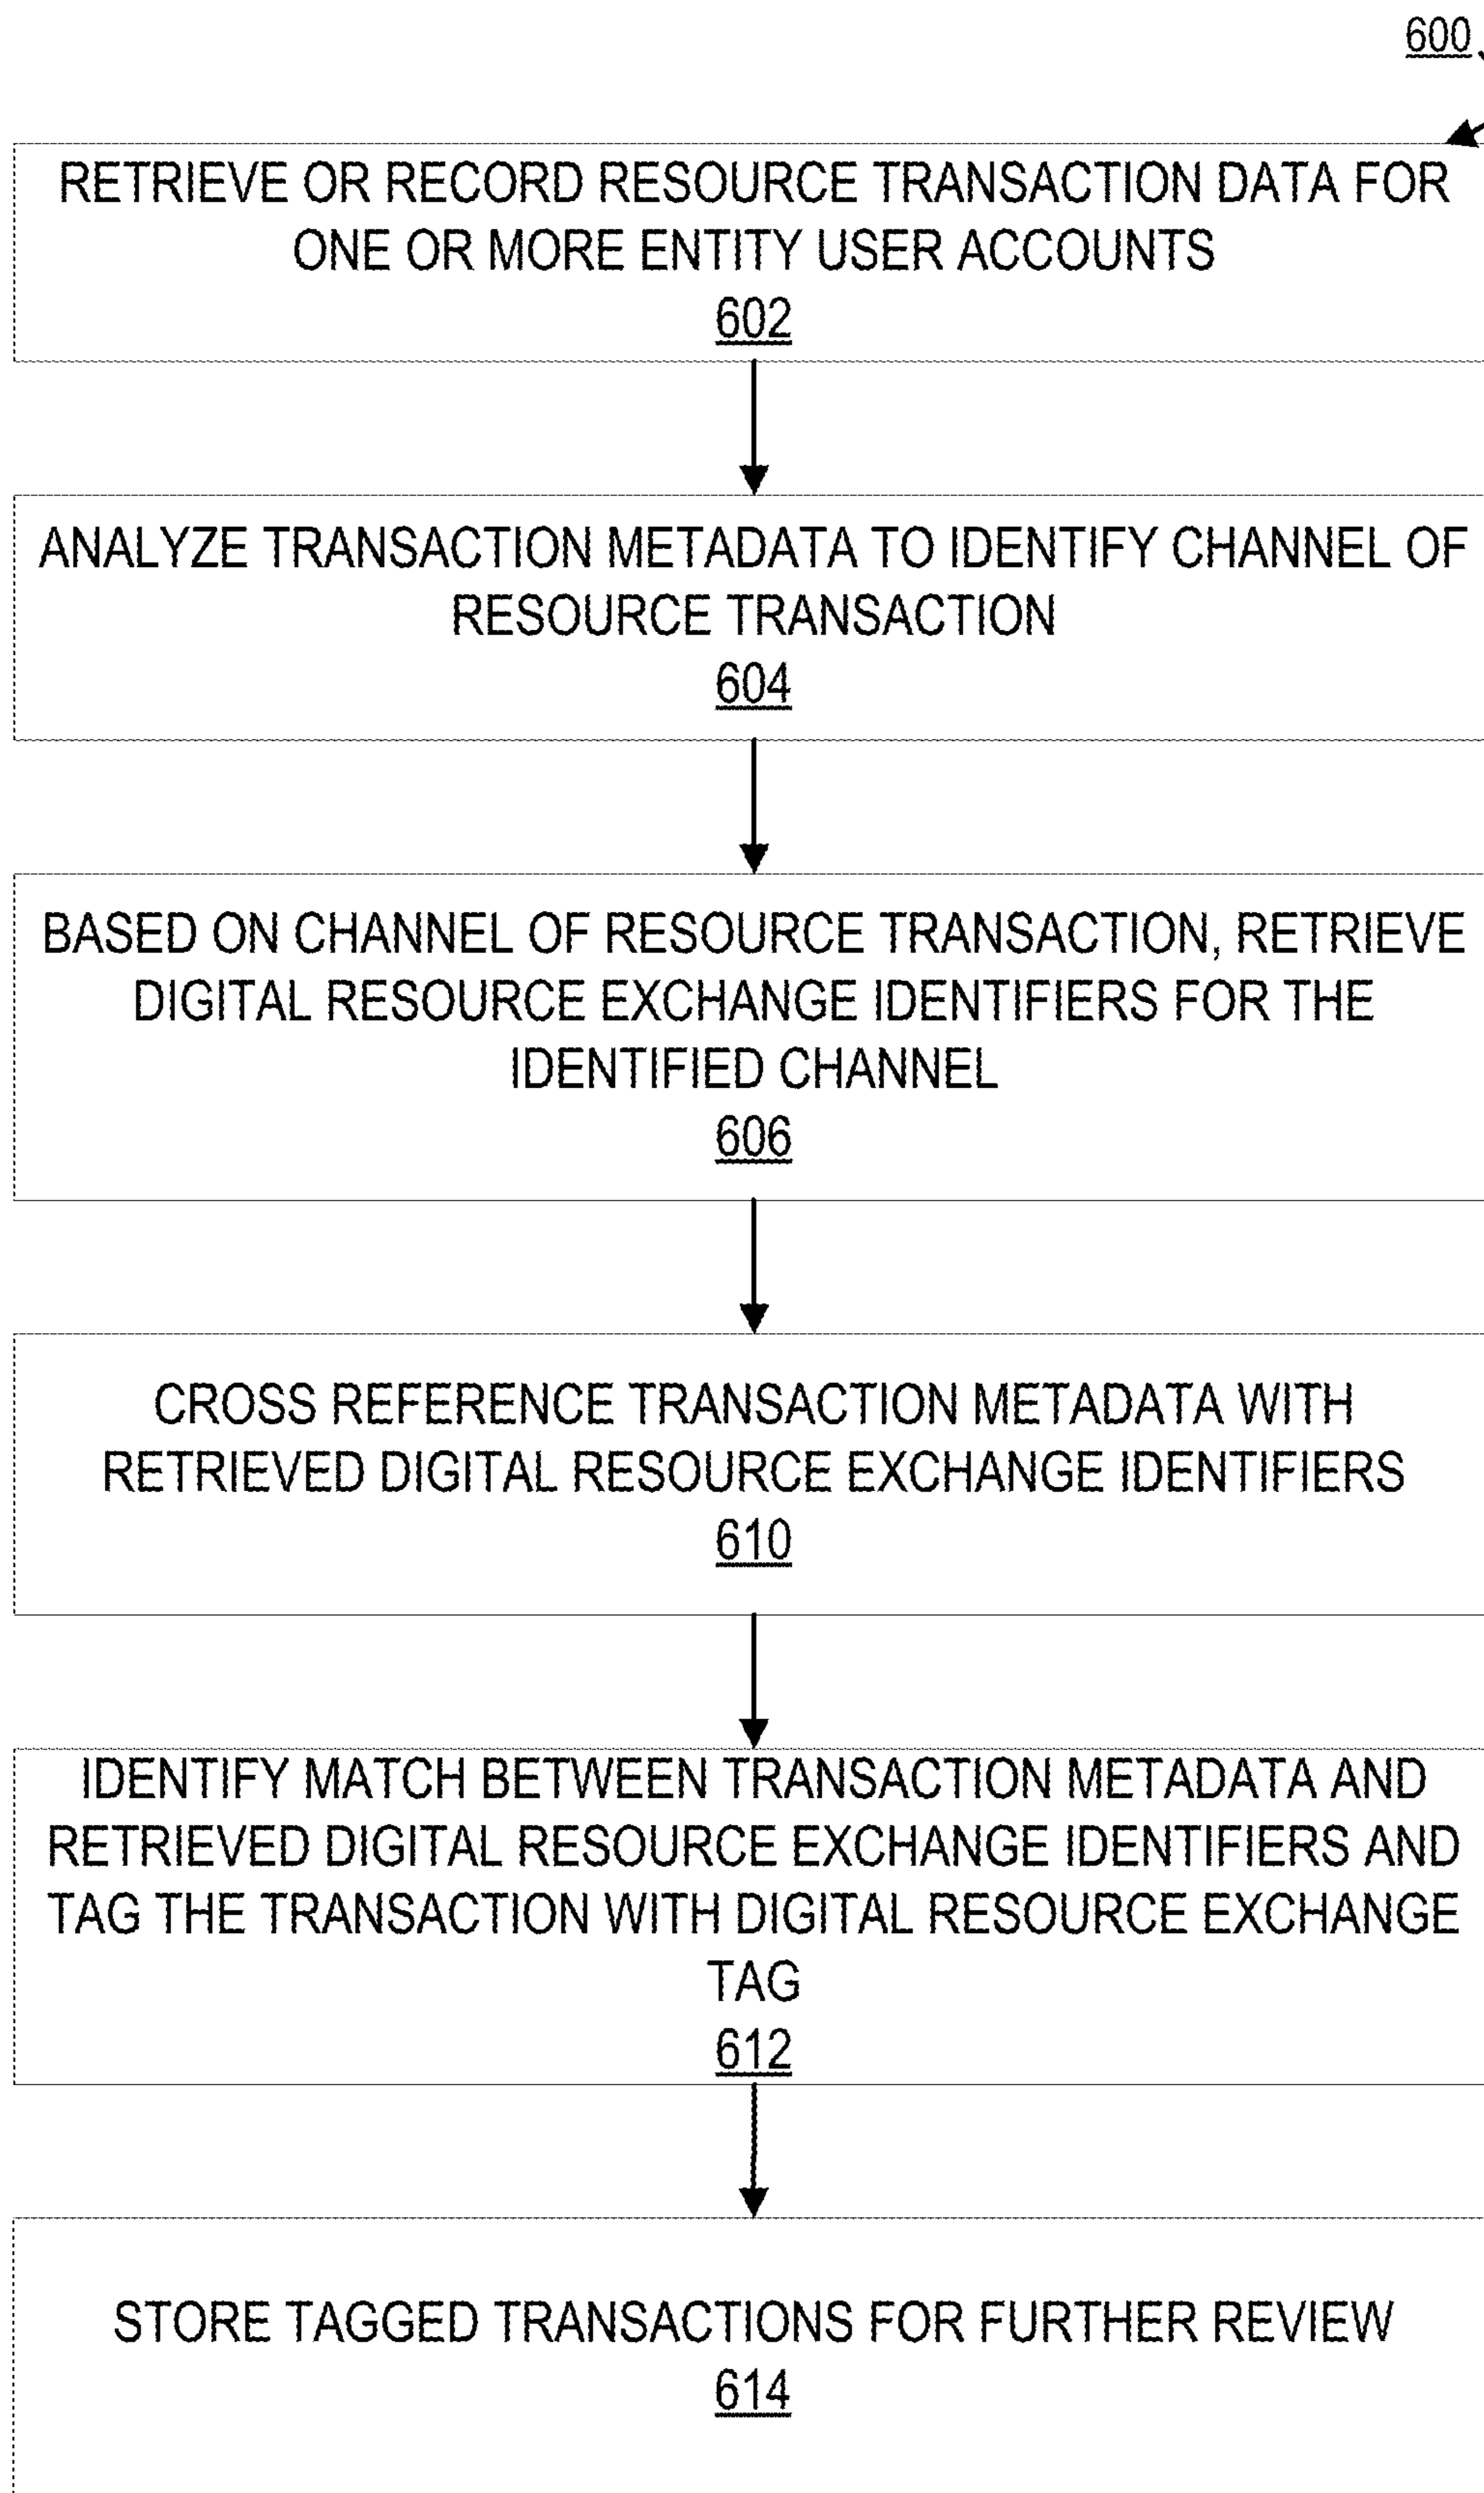 600
RETRIEVE OR RECORD RESOURCE TRANSACTION DATA FOR
ONE OR MORE ENTITY USER ACCOUNTS
602
ANALYZE TRANSACTION METADATA TO IDENTIFY CHANNEL OF
RESOURCE TRANSACTION
604
BASED ON CHANNEL OF RESOURCE TRANSACTION, RETRIEVE
DIGITAL RESOURCE EXCHANGE IDENTIFIERS FOR THE
IDENTIFIED CHANNEL
606
CROSS REFERENCE TRANSACTION METADATA WITH
RETRIEVED DIGITAL RESOURCE EXCHANGE IDENTIFIERS
610
IDENTIFY MATCH BETWEEN TRANSACTION METADATA AND
RETRIEVED DIGITAL RESOURCE EXCHANGE IDENTIFIERS AND
TAG THE TRANSACTION WITH DIGITAL RESOURCE EXCHANGE
TAG
612
STORE TAGGED TRANSACTIONS FOR FURTHER REVIEW
614